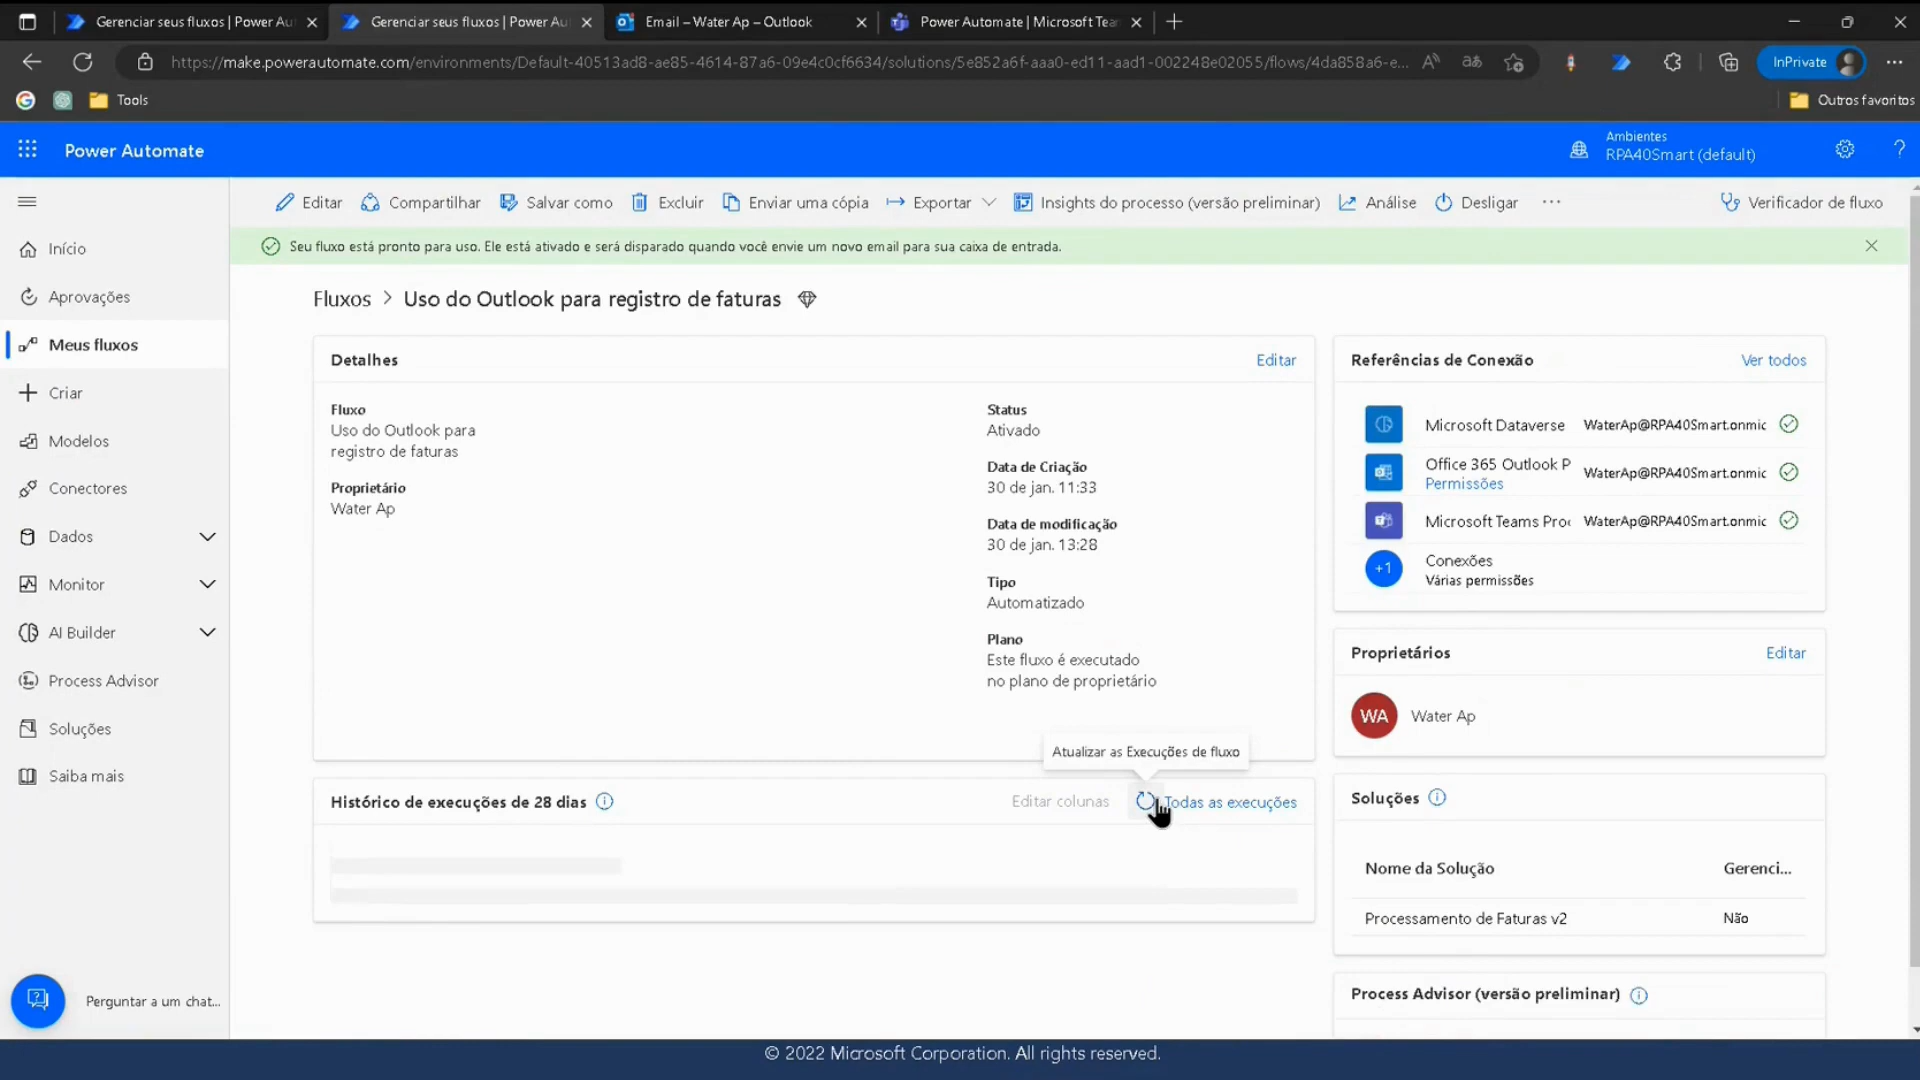 Gerenciar seus fluxos | Power Au
Gerenciar seus fluxos | Power Au
Email – Water Ap – Outlook
Power Automate | Microsoft Tea
https://make.powerautomate.com/environments/Default-40513ad8-ae85-4614-87a6-09e4c0cf6634/solutions/5e852a6f-aaa0-ed11-aad1-002248e02055/flows/4da858a6-e...
InPrivate
Tools
Outros favoritos
Power Automate
Ambientes
RPA40Smart (default)
Editar
Compartilhar
Salvar como
Excluir
Enviar uma cópia
Exportar
Insights do processo (versão preliminar)
Análise
Desligar
Verificador de fluxo
Seu fluxo está pronto para uso. Ele está ativado e será disparado quando você envie um novo email para sua caixa de entrada.
Início
Aprovações
Meus fluxos
Criar
Modelos
Conectores
Dados
Monitor
AI Builder
Process Advisor
Soluções
Saiba mais
Perguntar a um chat...
Fluxos > Uso do Outlook para registro de faturas
Detalhes
Editar
Fluxo
Uso do Outlook para
registro de faturas
Proprietário
Water Ap
Status
Ativado
Data de Criação
30 de jan. 11:33
Data de modificação
30 de jan. 13:28
Tipo
Automatizado
Plano
Este fluxo é executado
no plano de proprietário
Atualizar as Execuções de fluxo
Histórico de execuções de 28 dias
Editar colunas
Todas as execuções
Referências de Conexão
Ver todos
Microsoft Dataverse WaterAp@RPA40Smart.onmic
Office 365 Outlook P WaterAp@RPA40Smart.onmic
Permissões
Microsoft Teams Pro WaterAp@RPA40Smart.onmic
+1
Conexões
Várias permissões
Proprietários
Editar
WA
Water Ap
Soluções
Nome da Solução Gerenci...
Processamento de Faturas v2 Não
Process Advisor (versão preliminar)
© 2022 Microsoft Corporation. All rights reserved.